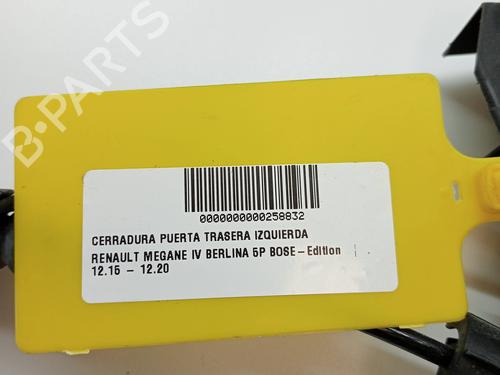 B-PARTS
0000000000258832
CERRADURA PUERTA TRASERA IZQUIERDA
RENAULT MEGANE IV BERLINA 5P BOSE-Edition
12.15 - 12.20